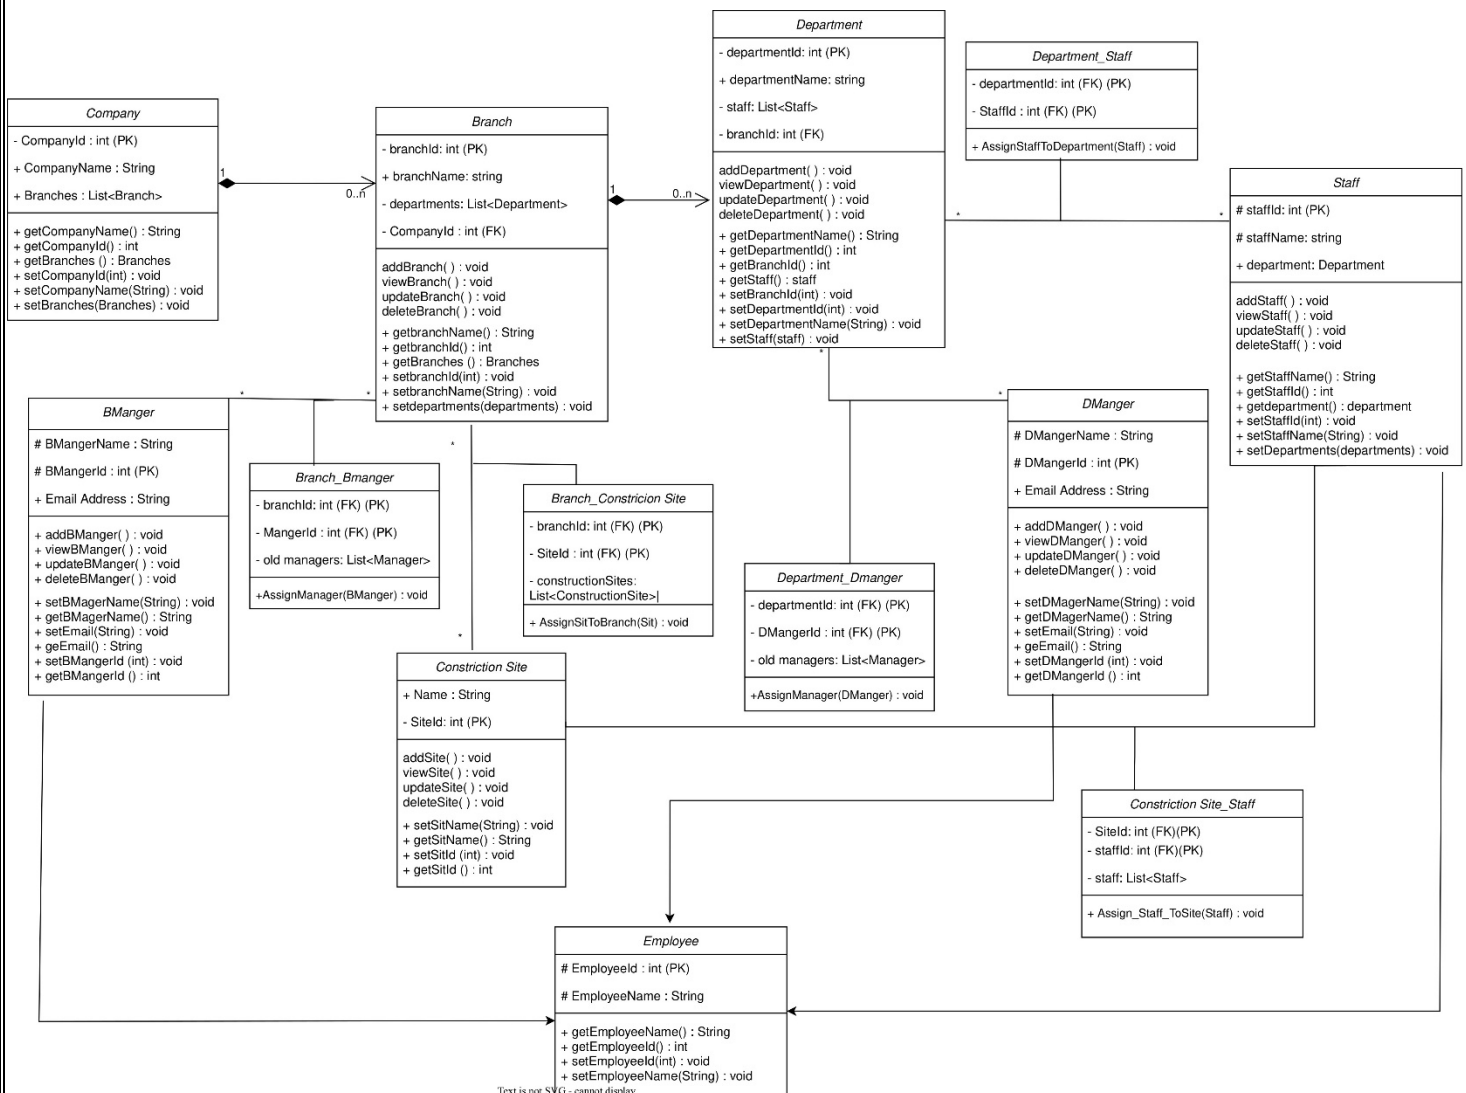 Company
- CompanyId : int (PK)
+ CompanyName : String
+ Branches : List<Branch>
+ getCompanyName() : String
+ getCompanyId() : int
+ getBranches () : Branches
+ setCompanyId(int) : void
+ setCompanyName(String) : void
+ setBranches(Branches) : void
1
0..n
Branch
- branchId: int (PK)
+ branchName: string
- departments: List<Department>
- CompanyId : int (FK)
addBranch( ) : void
viewBranch( ) : void
updateBranch( ) : void
deleteBranch( ) : void
+ getbranchName() : String
+ getbranchId() : int
+ getBranches () : Branches
+ setbranchId(int) : void
+ setbranchName(String) : void
+ setdepartments(departments) : void
1
0..n
Department
- departmentId: int (PK)
+ departmentName: string
- staff: List<Staff>
- branchId: int (FK)
addDepartment( ) : void
viewDepartment( ) : void
updateDepartment( ) : void
deleteDepartment( ) : void
+ getDepartmentName() : String
+ getDepartmentId() : int
+ getBranchId() : int
+ getStaff() : staff
+ setBranchId(int) : void
+ setDepartmentId(int) : void
+ setDepartmentName(String) : void
+ setStaff(staff) : void
*
*
*
*
Department_Staff
- departmentId: int (FK) (PK)
- StaffId : int (FK) (PK)
+ AssignStaffToDepartment(Staff) : void
Staff
# staffId: int (PK)
# staffName: string
+ department: Department
addStaff( ) : void
viewStaff( ) : void
updateStaff( ) : void
deleteStaff( ) : void
+ getStaffName() : String
+ getStaffId() : int
+ getdepartment() : department
+ setStaffId(int) : void
+ setStaffName(String) : void
+ setDepartments(departments) : void
*
*
BManger
# BMangerName : String
# BMangerId : int (PK)
+ Email Address : String
+ addBManger( ) : void
+ viewBManger( ) : void
+ updateBManger( ) : void
+ deleteBManger( ) : void
+ setBMagerName(String) : void
+ getBMagerName() : String
+ setEmail(String) : void
+ geEmail() : String
+ setBMangerId (int) : void
+ getBMangerId () : int
Branch_Bmanger
- branchId: int (FK) (PK)
- MangerId : int (FK) (PK)
- old managers: List<Manager>
+AssignManager(BManger) : void
*
*
Branch_Constricion Site
- branchId: int (FK) (PK)
- SiteId : int (FK) (PK)
- constructionSites:
List<ConstructionSite>|
+ AssignSitToBranch(Sit) : void
Department_Dmanger
- departmentId: int (FK) (PK)
- DMangerId : int (FK) (PK)
- old managers: List<Manager>
+AssignManager(DManger) : void
DManger
# DMangerName : String
# DMangerId : int (PK)
+ Email Address : String
+ addDManger( ) : void
+ viewDManger( ) : void
+ updateDManger( ) : void
+ deleteDManger( ) : void
+ setDMagerName(String) : void
+ getDMagerName() : String
+ setEmail(String) : void
+ geEmail() : String
+ setDMangerId (int) : void
+ getDMangerId () : int
Constriction Site
+ Name : String
- SiteId: int (PK)
addSite( ) : void
viewSite( ) : void
updateSite( ) : void
deleteSite( ) : void
+ setSitName(String) : void
+ getSitName() : String
+ setSitId (int) : void
+ getSitId () : int
Constriction Site_Staff
- SiteId: int (FK)(PK)
- staffId: int (FK)(PK)
- staff: List<Staff>
+ Assign_Staff_ToSite(Staff) : void
Employee
# EmployeeId : int (PK)
# EmployeeName : String
+ getEmployeeName() : String
+ getEmployeeId() : int
+ setEmployeeId(int) : void
+ setEmployeeName(String) : void
Text is not SVG - cannot display